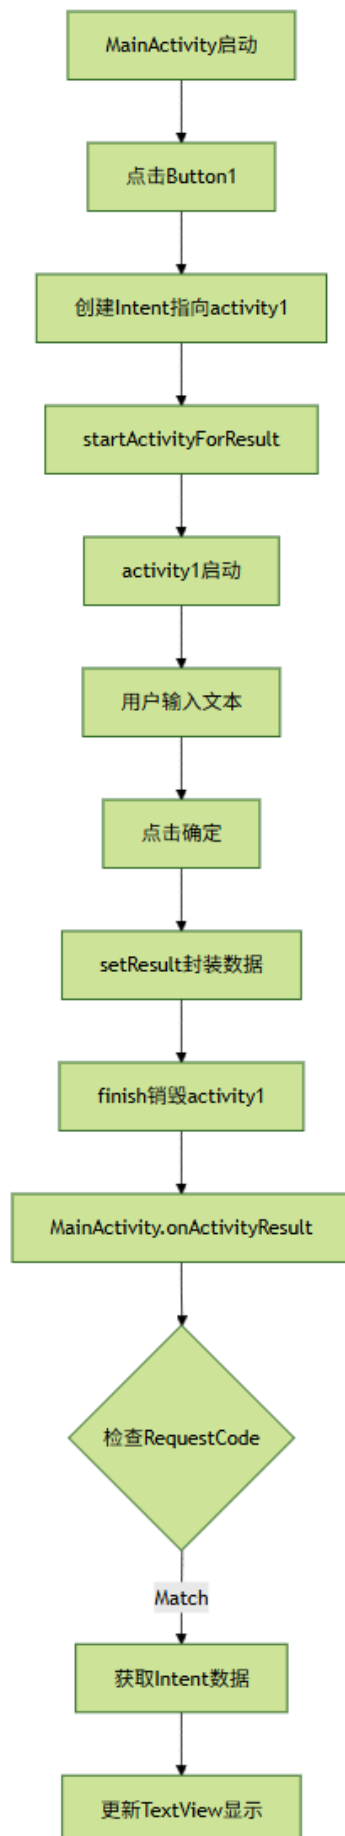 MainActivity启动
点击Button1
创建Intent指向activity1
startActivityForResult
activity1启动
用户输入文本
点击确定
setResult封装数据
finish销毁activity1
MainActivity.onActivityResult
检查RequestCode
Match
获取Intent数据
更新TextView显示